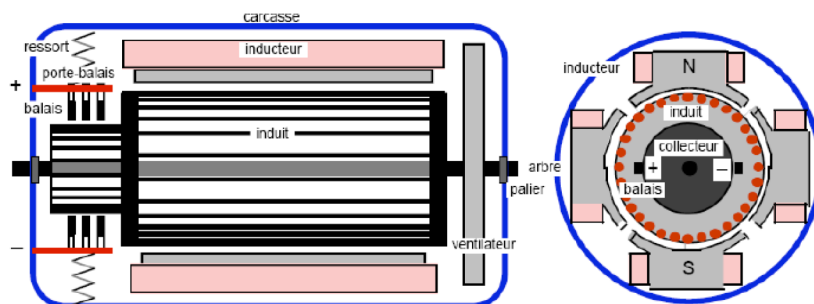 carcasse
ressort
inducteur
porte-balais
+
balais
induit
arbre
palier
–
ventilateur
inducteur
N
induit
collecteur
+ –
balais
S